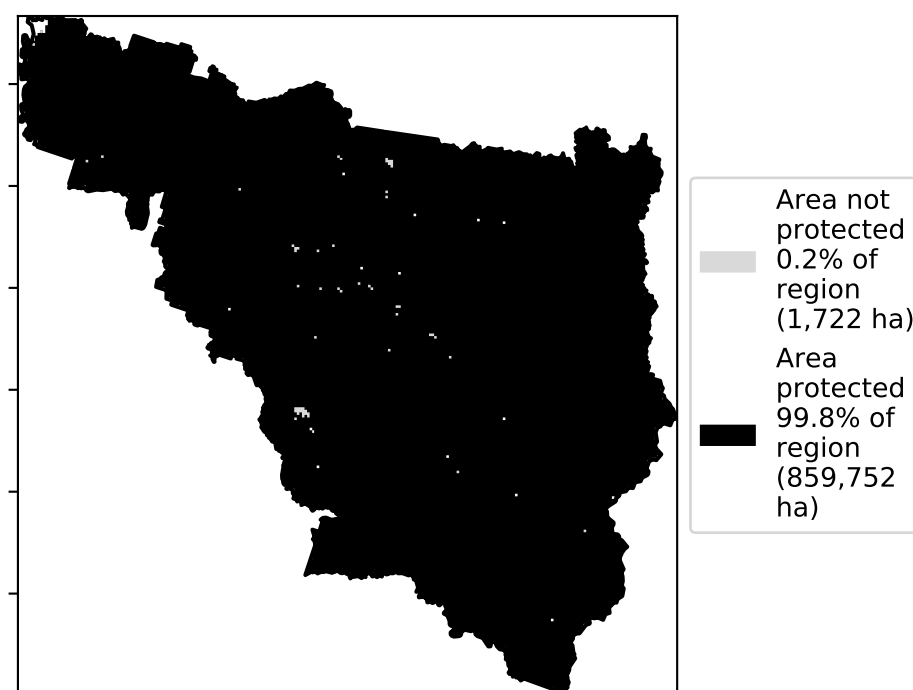 Area not
protected
0.2% of
region
(1,722 ha)
Area
protected
99.8% of
region
(859,752
ha)